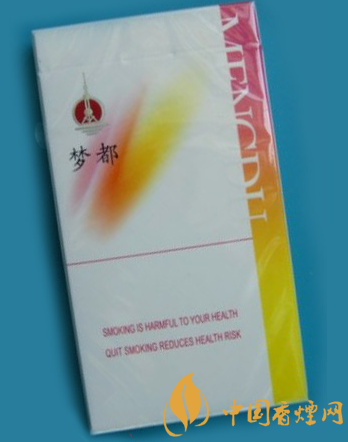 MENGDU
梦都
SMOKING IS HARMFUL TO YOUR HEALTH
QUIT SMOKING REDUCES HEALTH RISK
中国香烟网